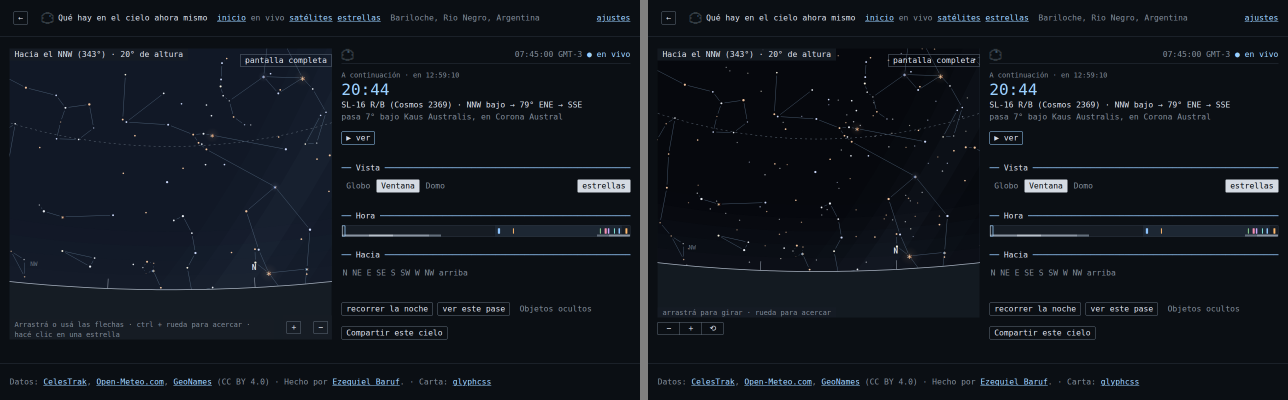 ← Qué hay en el cielo ahora mismo inicio en vivo satélites estrellas Bariloche, Río Negro, Argentina ajustes
Hacia el NNW (343°) · 20° de altura
pantalla completa
NW
N
Arrastrá o usá las flechas · ctrl + rueda para acercar ·
hacé clic en una estrella
+ −
07:45:00 GMT-3 ● en vivo
A continuación · en 12:59:10
20:44
SL-16 R/B (Cosmos 2369) · NNW bajo → 79° ENE → SSE
pasa 7° bajo Kaus Australis, en Corona Austral
▶ ver
Vista
Globo Ventana Domo estrellas
Hora
Hacia
N NE E SE S SW W NW arriba
recorrer la noche ver este pase Objetos ocultos
Compartir este cielo
Datos: CelesTrak, Open-Meteo.com, GeoNames (CC BY 4.0) · Hecho por Ezequiel Baruf. · Carta: glyphcss
← Qué hay en el cielo ahora mismo inicio en vivo satélites estrellas Bariloche, Río Negro, Argentina ajustes
Hacia el NNW (343°) · 20° de altura
pantalla completa
NW
N
arrastrá para girar · rueda para acercar
− + ⟲
07:45:00 GMT-3 ● en vivo
A continuación · en 12:59:10
20:44
SL-16 R/B (Cosmos 2369) · NNW bajo → 79° ENE → SSE
pasa 7° bajo Kaus Australis, en Corona Austral
▶ ver
Vista
Globo Ventana Domo estrellas
Hora
Hacia
N NE E SE S SW W NW arriba
recorrer la noche ver este pase Objetos ocultos
Compartir este cielo
Datos: CelesTrak, Open-Meteo.com, GeoNames (CC BY 4.0) · Hecho por Ezequiel Baruf. · Carta: glyphcss